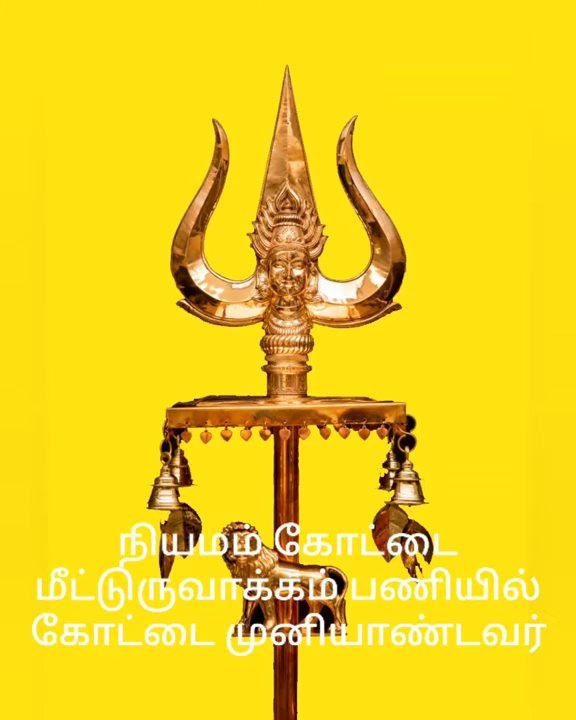 நியமம் கோட்டை
மீட்டுருவாக்கம் பணியில்
கோட்டை முனியாண்டவர்